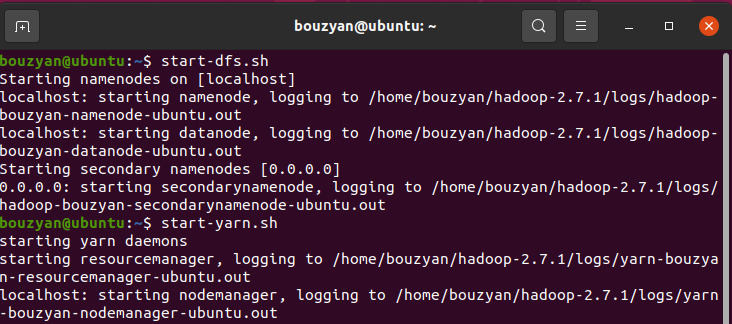 bouzyan@ubuntu: ~
bouzyan@ubuntu:~$ start-dfs.sh
Starting namenodes on [localhost]
localhost: starting namenode, logging to /home/bouzyan/hadoop-2.7.1/logs/hadoop-
bouzyan-namenode-ubuntu.out
localhost: starting datanode, logging to /home/bouzyan/hadoop-2.7.1/logs/hadoop-
bouzyan-datanode-ubuntu.out
Starting secondary namenodes [0.0.0.0]
0.0.0.0: starting secondarynamenode, logging to /home/bouzyan/hadoop-2.7.1/logs/
hadoop-bouzyan-secondarynamenode-ubuntu.out
bouzyan@ubuntu:~$ start-yarn.sh
starting yarn daemons
starting resourcemanager, logging to /home/bouzyan/hadoop-2.7.1/logs/yarn-bouzya
n-resourcemanager-ubuntu.out
localhost: starting nodemanager, logging to /home/bouzyan/hadoop-2.7.1/logs/yarn
-bouzyan-nodemanager-ubuntu.out